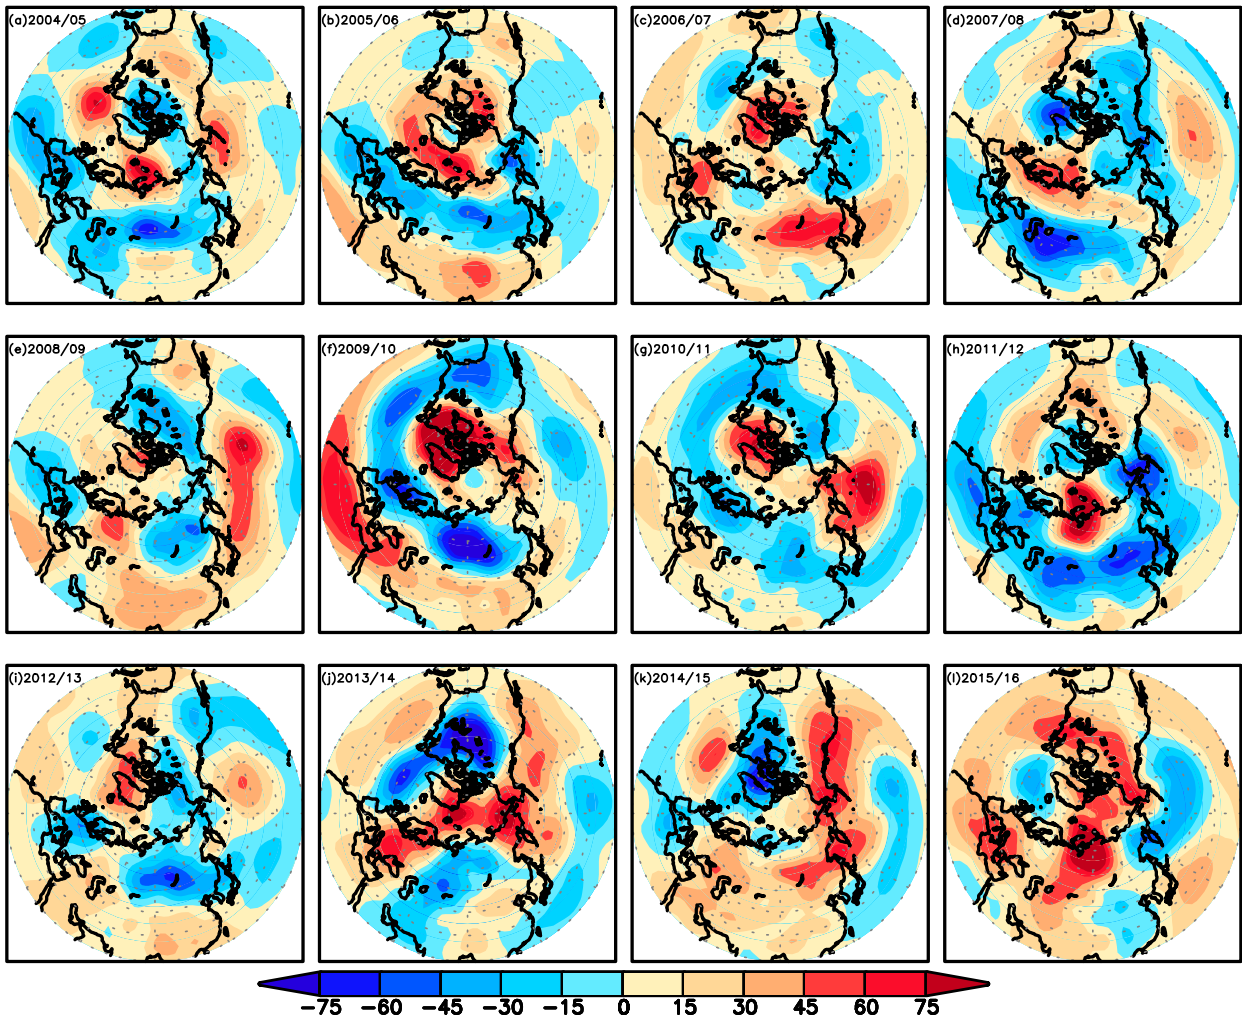 (a)2004/05
(b)2005/06
(c)2006/07
(d)2007/08
(e)2008/09
(f)2009/10
(g)2010/11
(h)2011/12
(i)2012/13
(j)2013/14
(k)2014/15
(l)2015/16
−75 −60 −45 −30 −15 0 15 30 45 60 75